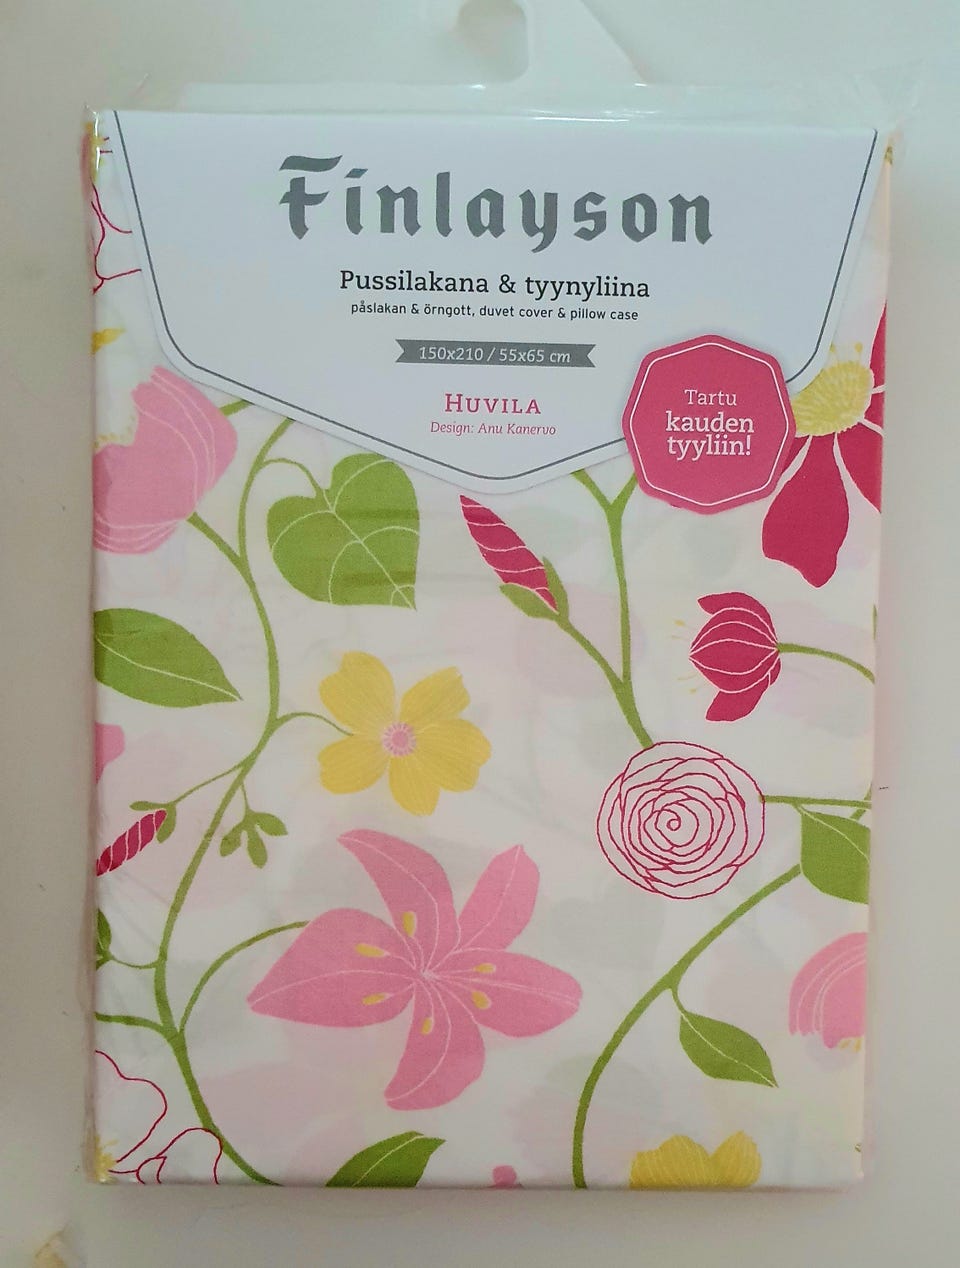 Finlayson
Pussilakana & tyynyliina
påslakan & örngott, duvet cover & pillow case
150x210 / 55x65 cm
HUVILA
Design: Anu Kanervo
Tartu
kauden
tyyliin!